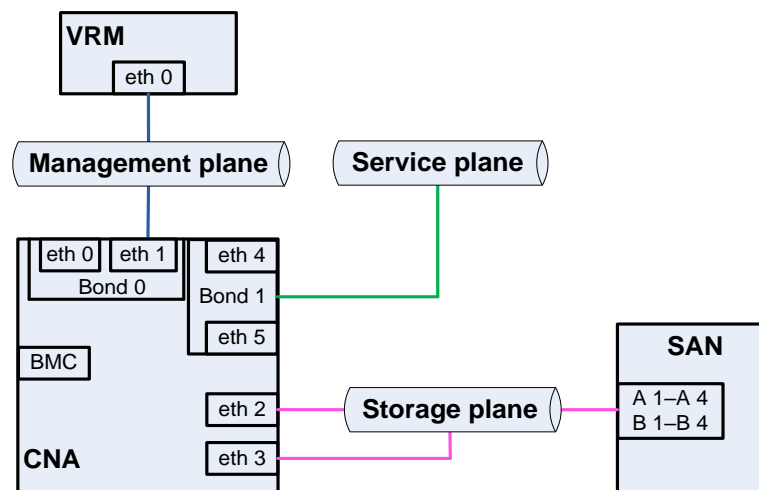 VRM
eth 0
Management plane
Service plane
eth 0
eth 1
eth 4
Bond 0
Bond 1
eth 5
BMC
SAN
eth 2
Storage plane
A 1–A 4
B 1–B 4
CNA
eth 3